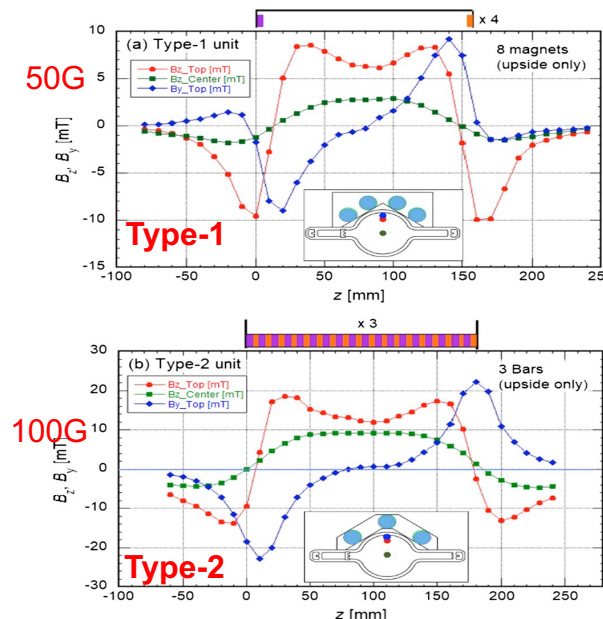 x 4
(a) Type-1 unit
8 magnets
(upside only)
50G
Bz_Top [mT]
Bz_Center [mT]
By_Top [mT]
Type-1
Bz, By [mT]
15
10
5
0
-5
-10
15
-100 -50 0 50 100 150 200 250
z [mm]
x 3
(b) Type-2 unit
3 Bars
(upside only)
100G
Bz_Top [mT]
Bz_Center [mT]
By_Top [mT]
Type-2
Bz, By [mT]
30
20
10
0
-10
-20
-30
-100 -50 0 50 100 150 200 250
z [mm]